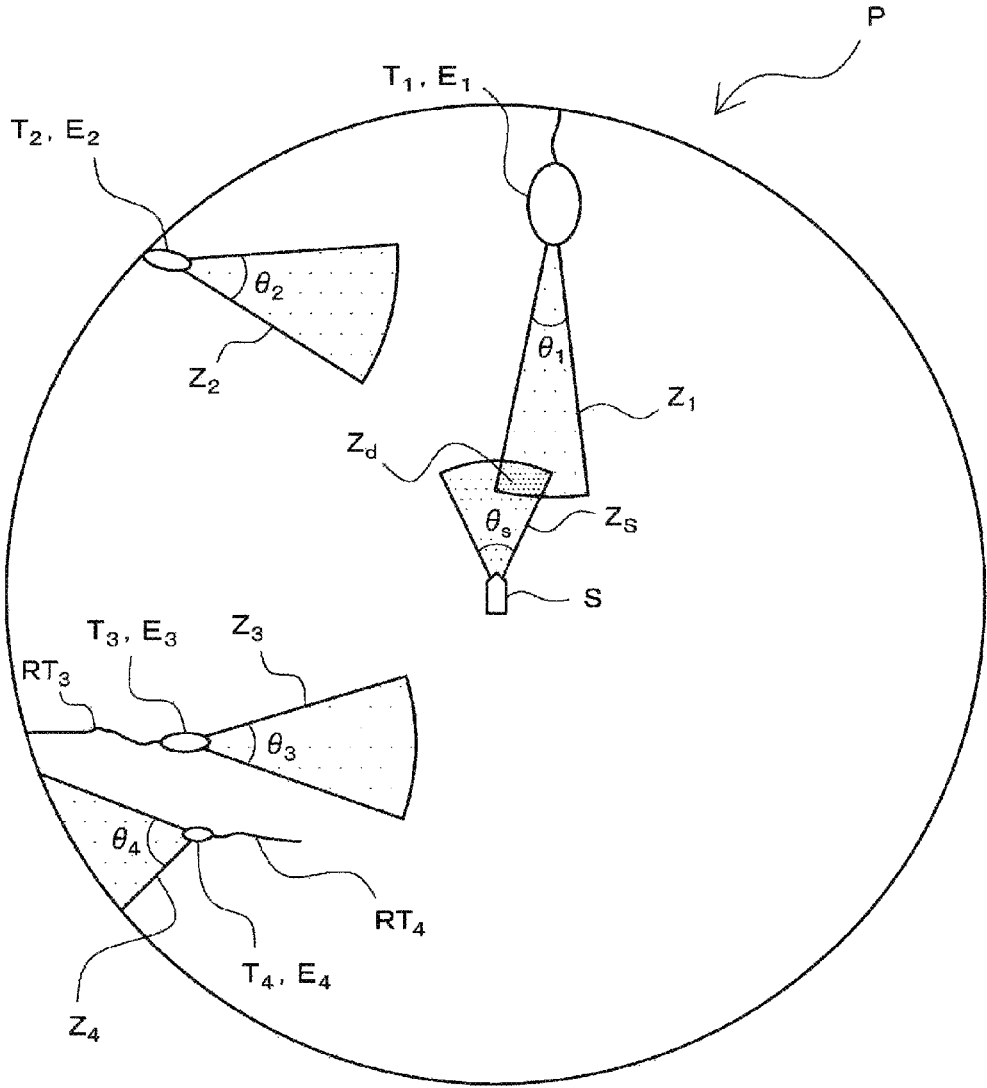 P
T₁, E₁
T₂, E₂
θ₂
θ₁
Z₂
Z₁
Zd
θs
ZS
S
Z₃
T₃, E₃
RT₃
θ₃
θ₄
RT₄
T₄, E₄
Z₄